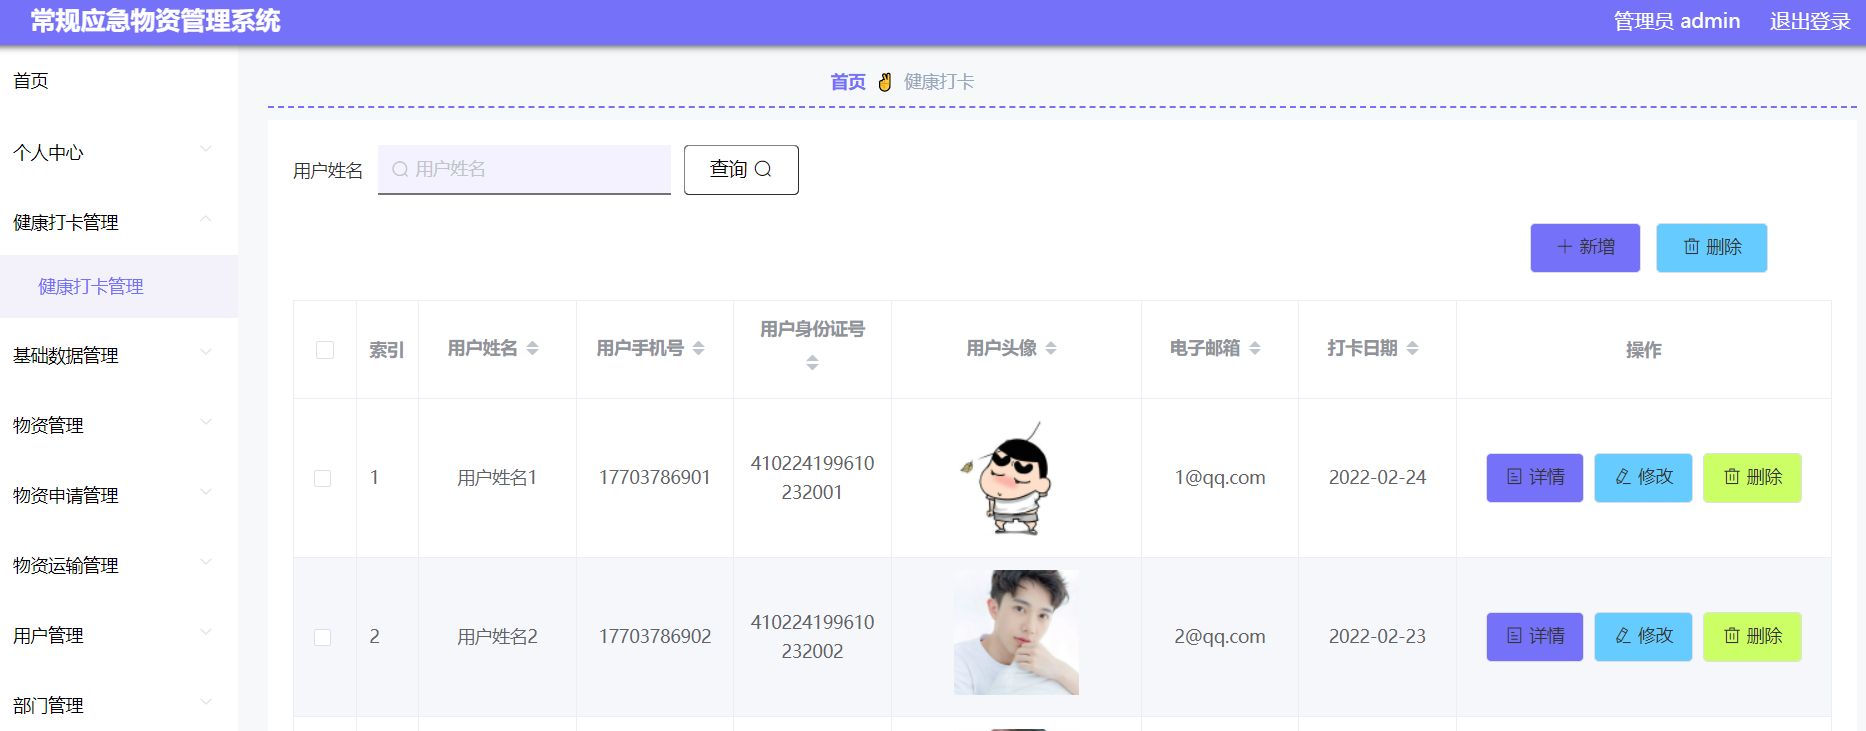 常规应急物资管理系统
管理员 admin 退出登录
首页
首页 健康打卡
个人中心
用户姓名 用户姓名 查询
健康打卡管理
新增 删除
健康打卡管理
基础数据管理
物资管理
物资申请管理
物资运输管理
用户管理
部门管理
索引 用户姓名 用户手机号 用户身份证号 用户头像 电子邮箱 打卡日期 操作
1 用户姓名1 17703786901 410224199610 1@qq.com 2022-02-24 详情 修改 删除
232001
2 用户姓名2 17703786902 410224199610 2@qq.com 2022-02-23 详情 修改 删除
232002